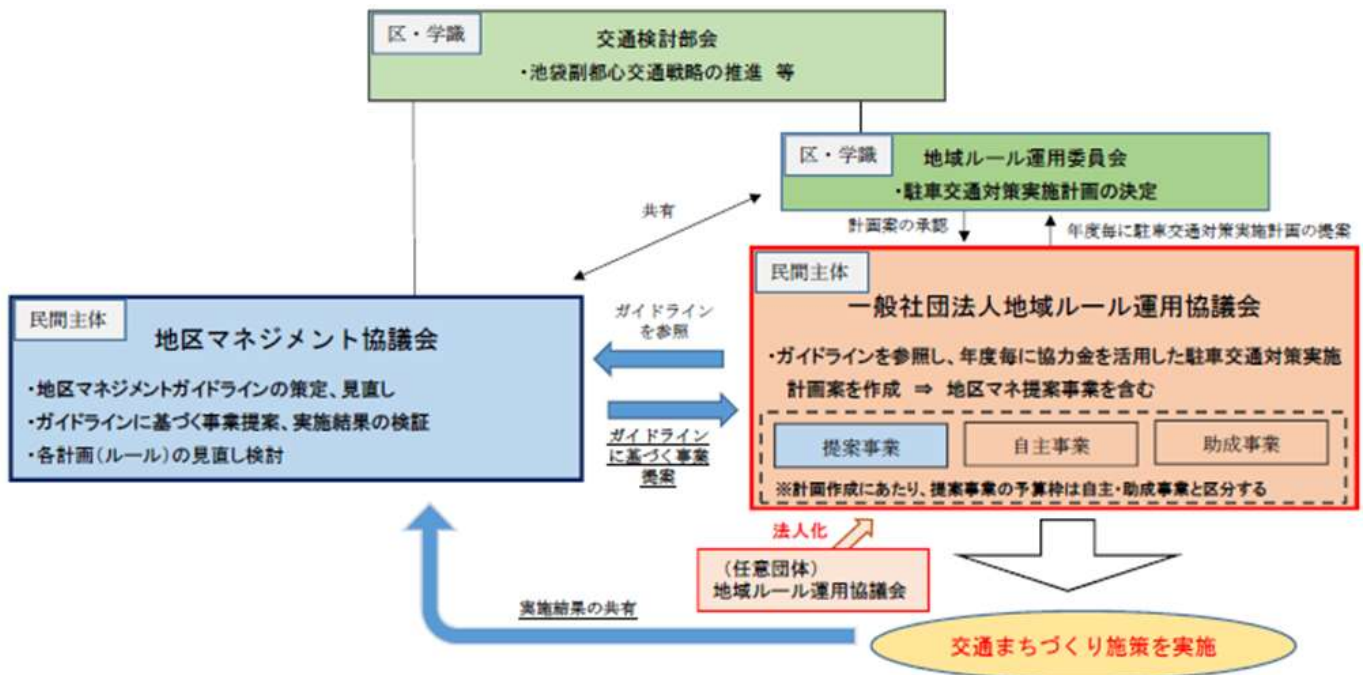 区・学識
交通検討部会
・池袋副都心交通戦略の推進 等
区・学識
地域ルール運用委員会
・駐車交通対策実施計画の決定
共有
計画案の承認
年度毎に駐車交通対策実施計画の提案
民間主体
地区マネジメント協議会
・地区マネジメントガイドラインの策定、見直し
・ガイドラインに基づく事業提案、実施結果の検証
・各計画(ルール)の見直し検討
ガイドライン
を参照
ガイドライン
に基づく事業
提案
民間主体
一般社団法人地域ルール運用協議会
・ガイドラインを参照し、年度毎に協力金を活用した駐車交通対策実施
計画案を作成 ⇒ 地区マネ提案事業を含む
提案事業
自主事業
助成事業
※計画作成にあたり、提案事業の予算枠は自主・助成事業と区分する
法人化
(任意団体)
地域ルール運用協議会
実施結果の共有
交通まちづくり施策を実施